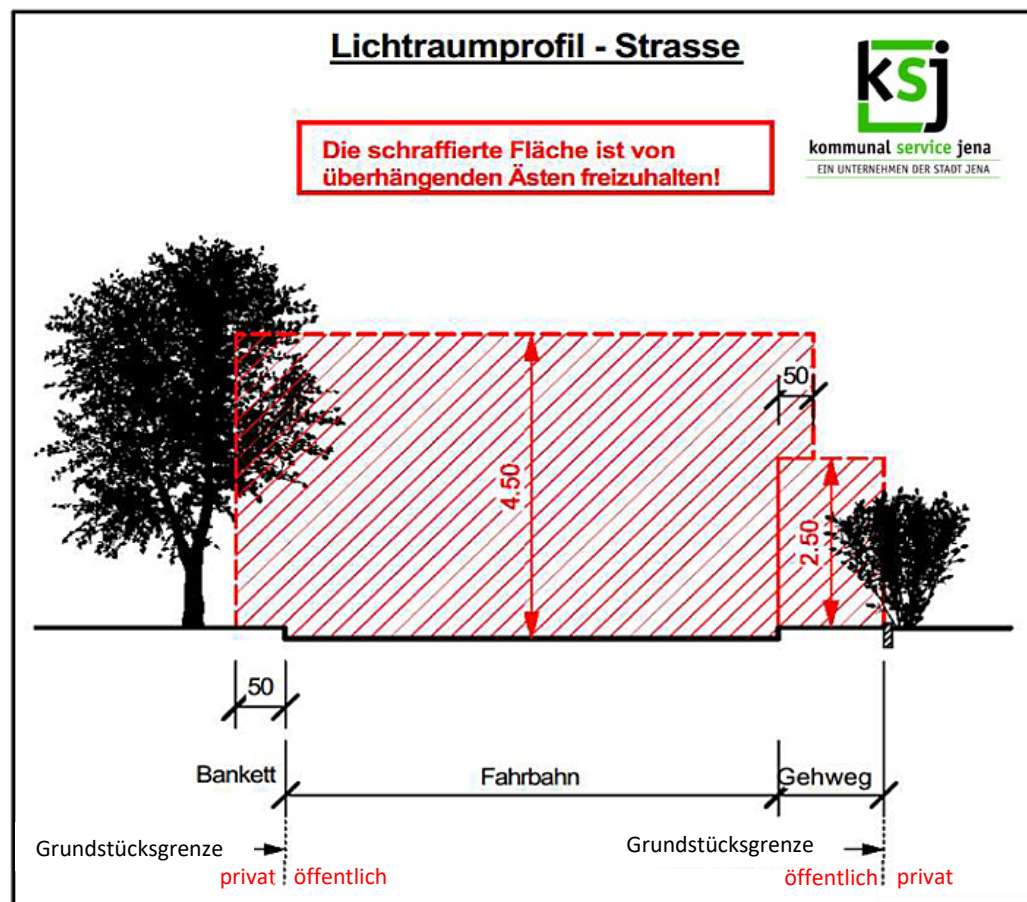 Lichtraumprofil - Strasse
ksj
kommunal service jena
EIN UNTERNEHMEN DER STADT JENA
Die schraffierte Fläche ist von
überhängenden Ästen freizuhalten!
50
4.50
2.50
50
Bankett
Fahrbahn
Gehweg
Grundstücksgrenze
Grundstücksgrenze
privat öffentlich
öffentlich privat